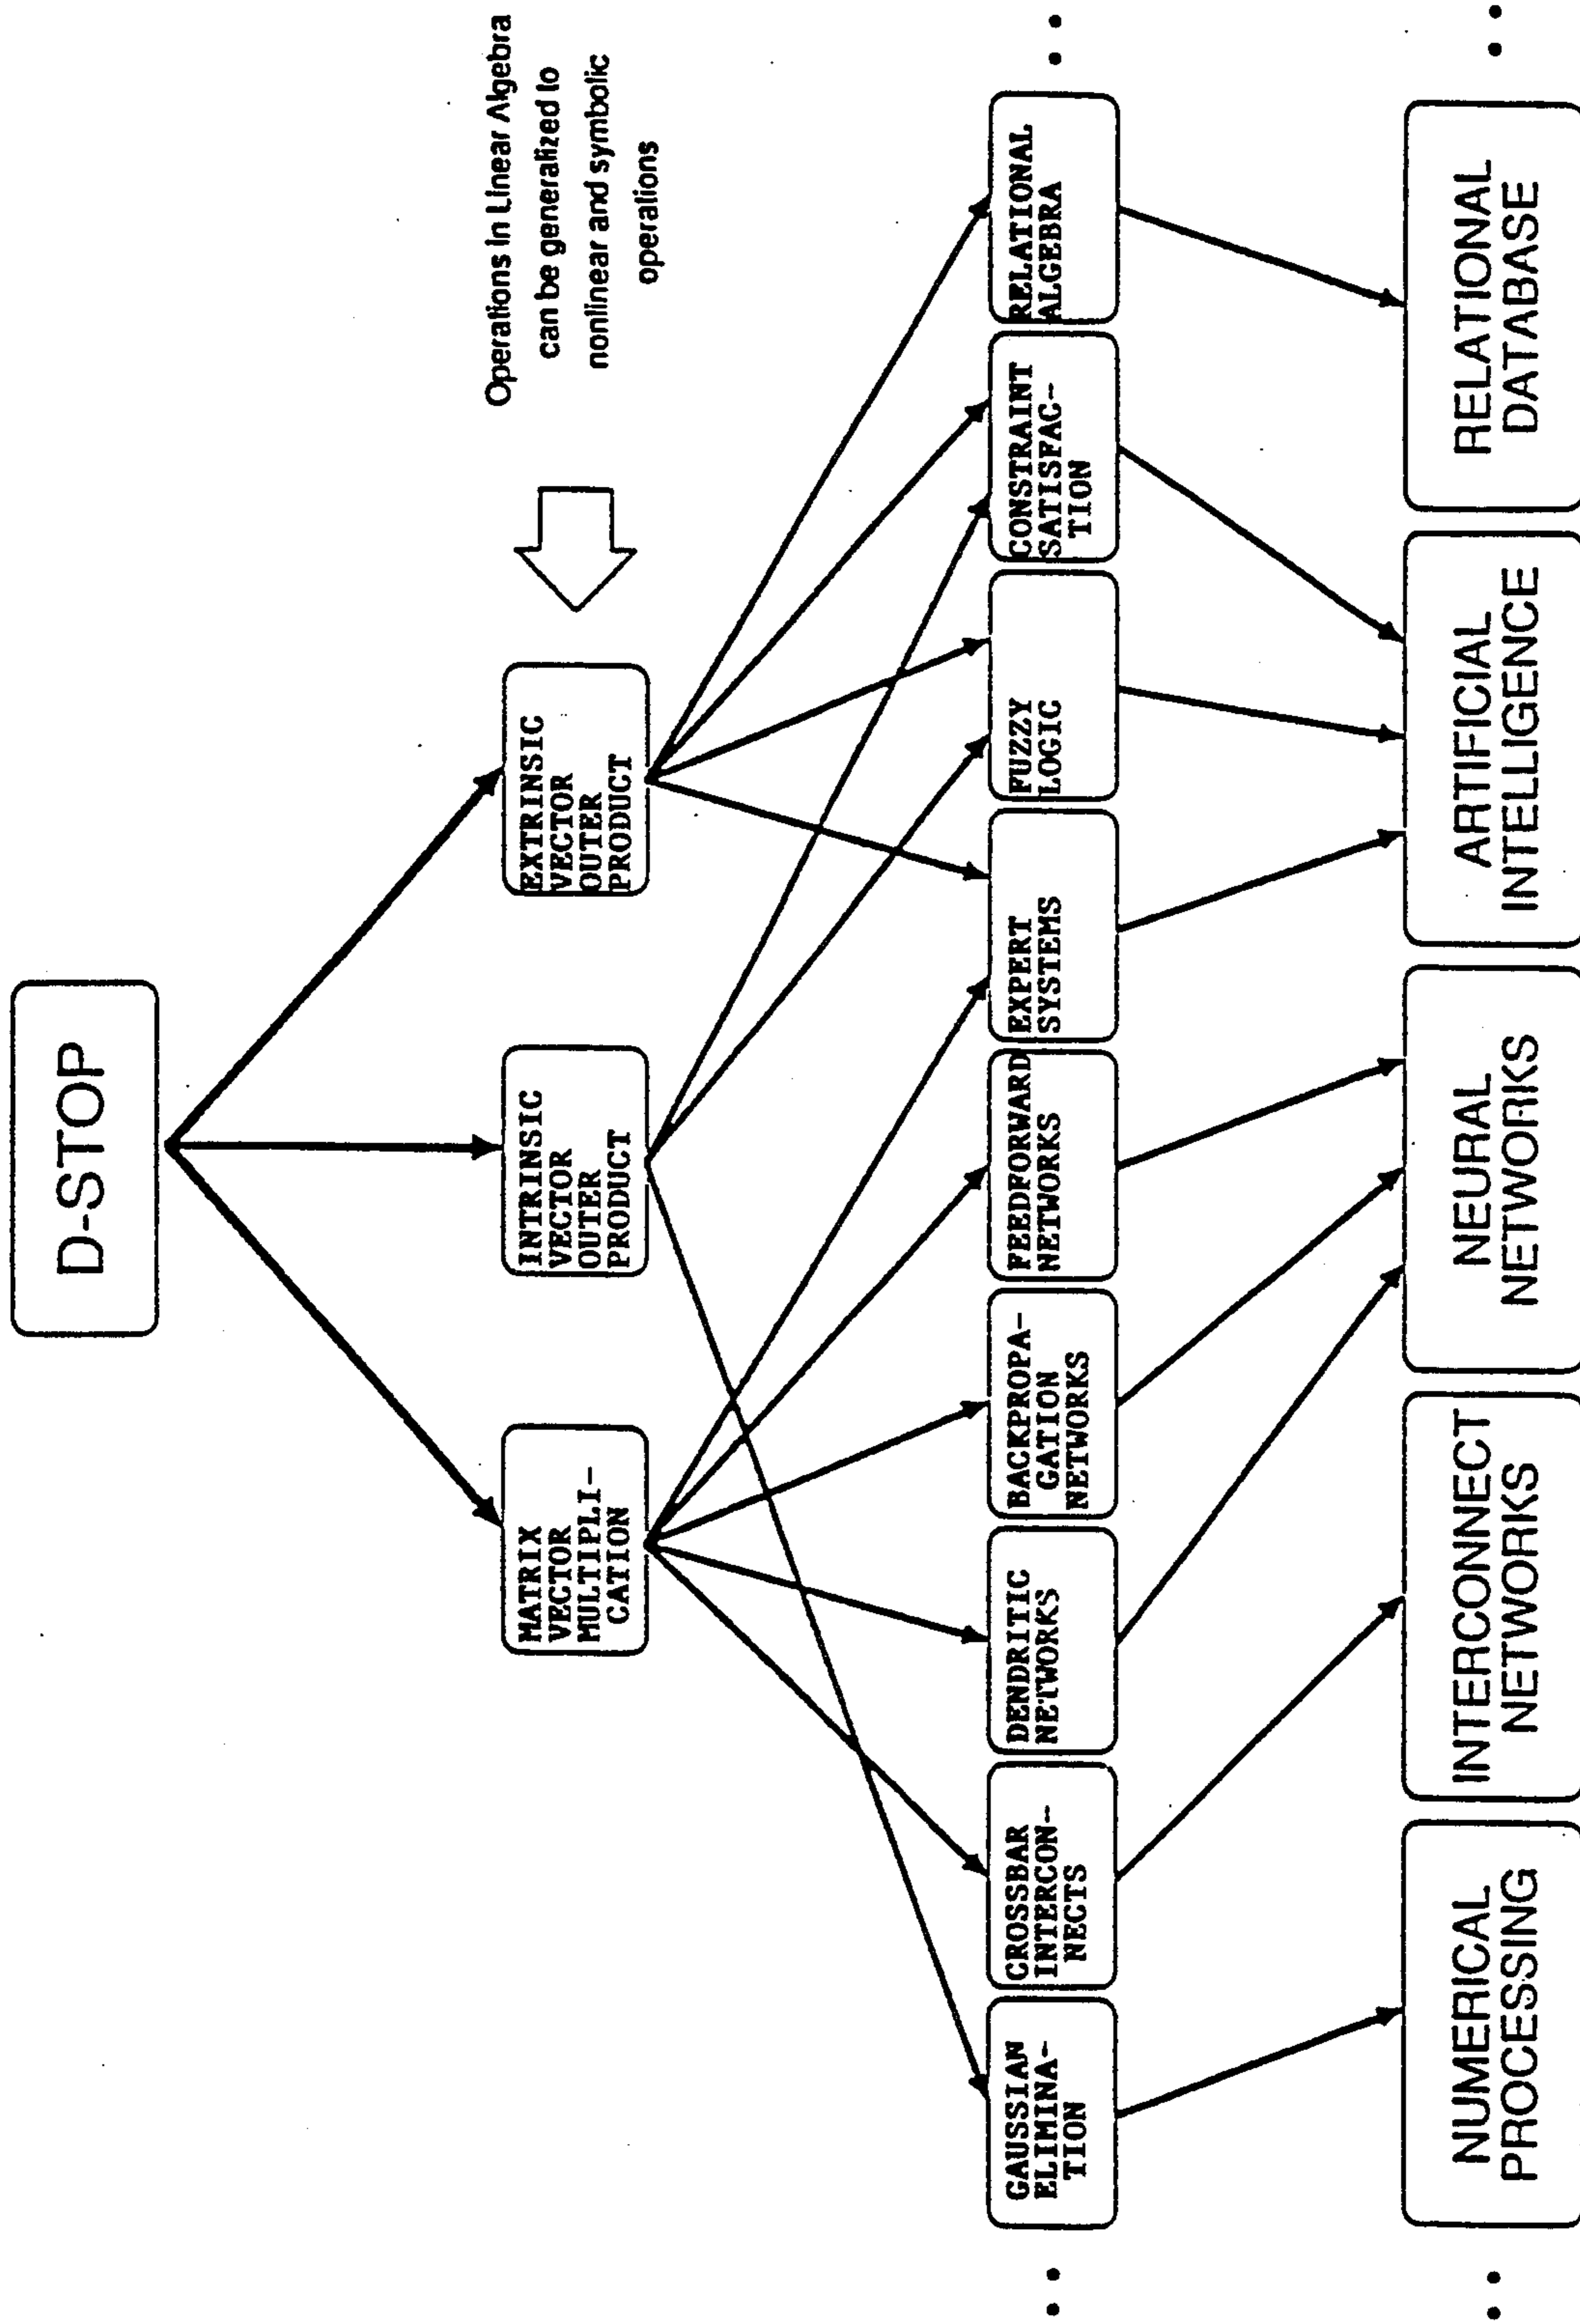 D-STOP
MATRIX
VECTOR
MULTIPLI-
CATION
INTRINSIC
VECTOR
OUTER
PRODUCT
EXTRINSIC
VECTOR
OUTER
PRODUCT
Operations in Linear Algebra
can be generalized to
nonlinear and symbolic
operations
GAUSSIAN
ELIMINA-
TION
CROSSBAR
INTERCON-
NECTS
DENDRITIC
NETWORKS
BACKPROPA-
GATION
NETWORKS
FEEDFORWARD
NETWORKS
EXPERT
SYSTEMS
FUZZY
LOGIC
CONSTRAINT
SATISFAC-
TION
RELATIONAL
ALGEBRA
NUMERICAL
PROCESSING
INTERCONNECT
NETWORKS
NEURAL
NETWORKS
ARTIFICIAL
INTELLIGENCE
RELATIONAL
DATABASE